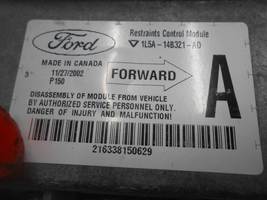 Ford
Restraints Control Module
1L5A-14B321-AD
MADE IN CANADA
11/27/2002
P150
FORWARD
A
DISASSEMBLY OF MODULE FROM VEHICLE
BY AUTHORIZED SERVICE PERSONNEL ONLY.
DANGER OF INJURY AND MALFUNCTION!
216338150629